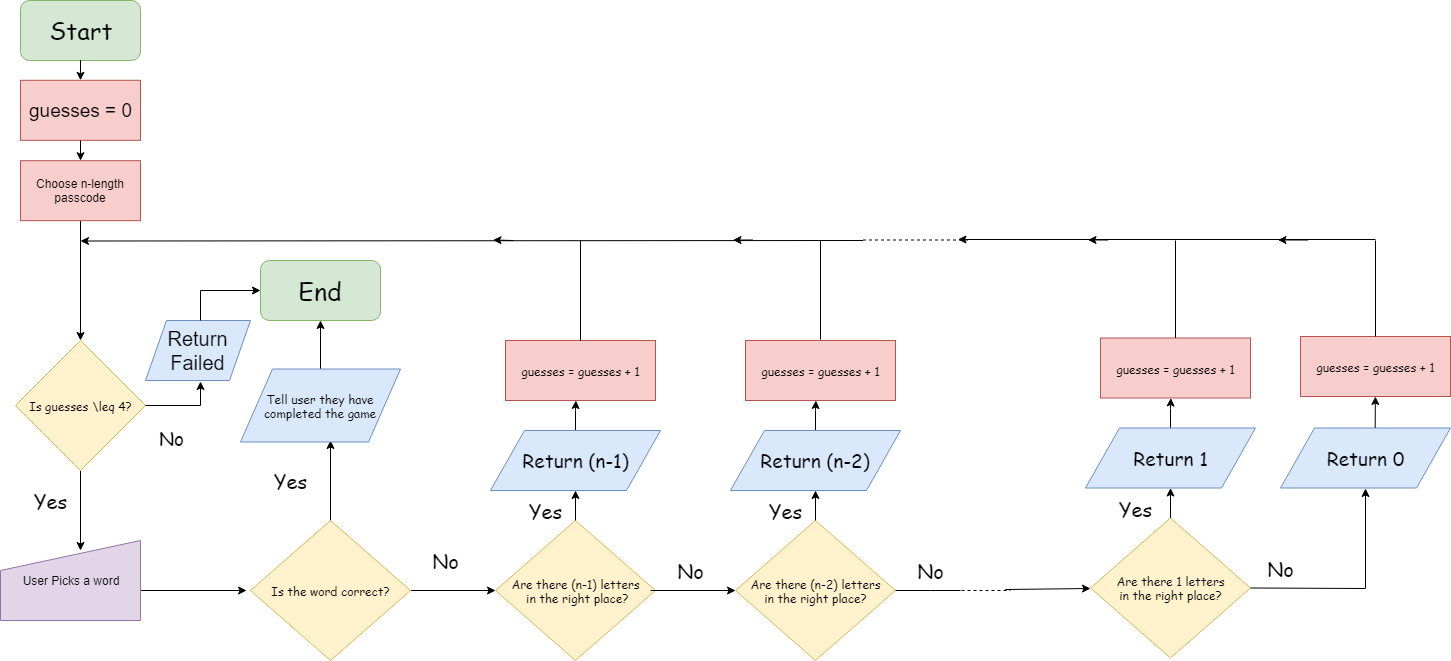 Start
guesses = 0
Choose n-length
passcode
End
Return
Failed
Is guesses \leq 4?
No
Yes
User Picks a word
Tell user they have
completed the game
Yes
Is the word correct?
No
guesses = guesses + 1
Return (n-1)
Yes
Are there (n-1) letters
in the right place?
No
guesses = guesses + 1
Return (n-2)
Yes
Are there (n-2) letters
in the right place?
No
guesses = guesses + 1
Return 1
Yes
Are there 1 letters
in the right place?
No
guesses = guesses + 1
Return 0